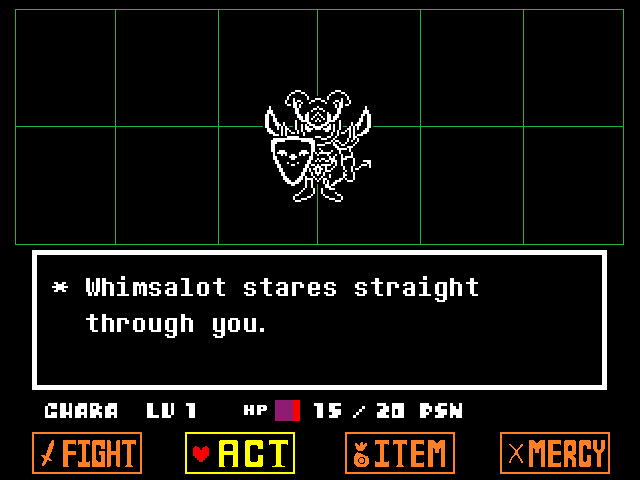 * Whimsalot stares straight
through you.
CHARA LV 1 HP 15 / 20 PSN
FIGHT ACT ITEM MERCY